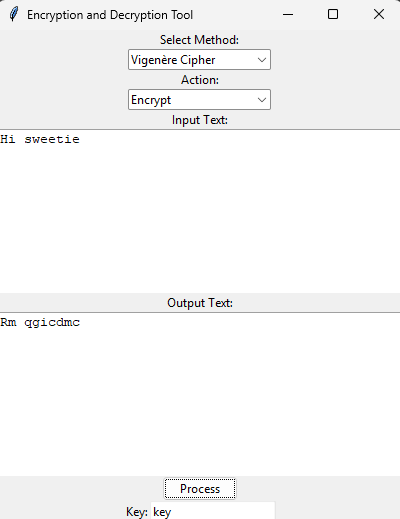 Encryption and Decryption Tool
Select Method:
Vigenère Cipher
Action:
Encrypt
Input Text:
Hi sweetie
Output Text:
Rm qgicdmc
Process
Key: key